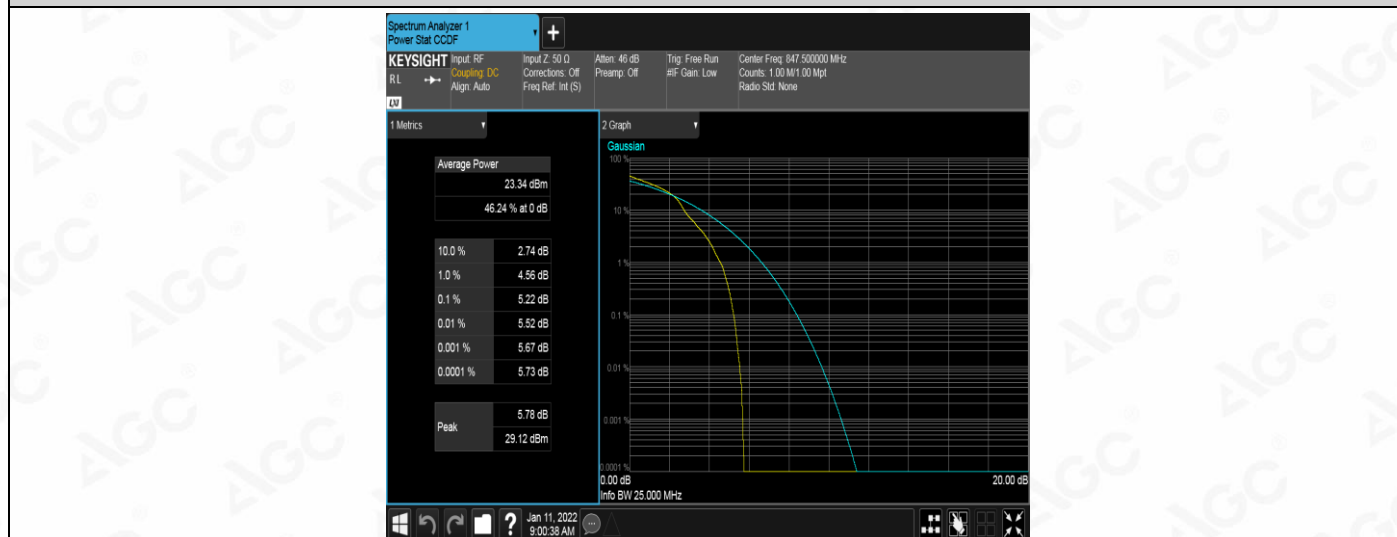 Spectrum Analyzer 1
Power Stat CCDF
+
KEYSIGHT Input: RF Input Z: 50 Ω Atten: 46 dB Trig: Free Run Center Freq: 847.500000 MHz
RL Coupling: DC Corrections: Off Preamp: Off #IF Gain: Low Counts: 1.00 M/1.00 Mpt
Align: Auto Freq Ref: Int (S) Radio Std: None
LXI
1 Metrics
Average Power
23.34 dBm
46.24 % at 0 dB
10.0 % 2.74 dB
1.0 % 4.56 dB
0.1 % 5.22 dB
0.01 % 5.52 dB
0.001 % 5.67 dB
0.0001 % 5.73 dB
Peak 5.78 dB
29.12 dBm
2 Graph
Gaussian
100 %
10 %
1 %
0.1 %
0.01 %
0.001 %
0.0001 %
0.00 dB 20.00 dB
Info BW 25.000 MHz
? Jan 11, 2022
9:00:38 AM
AGC